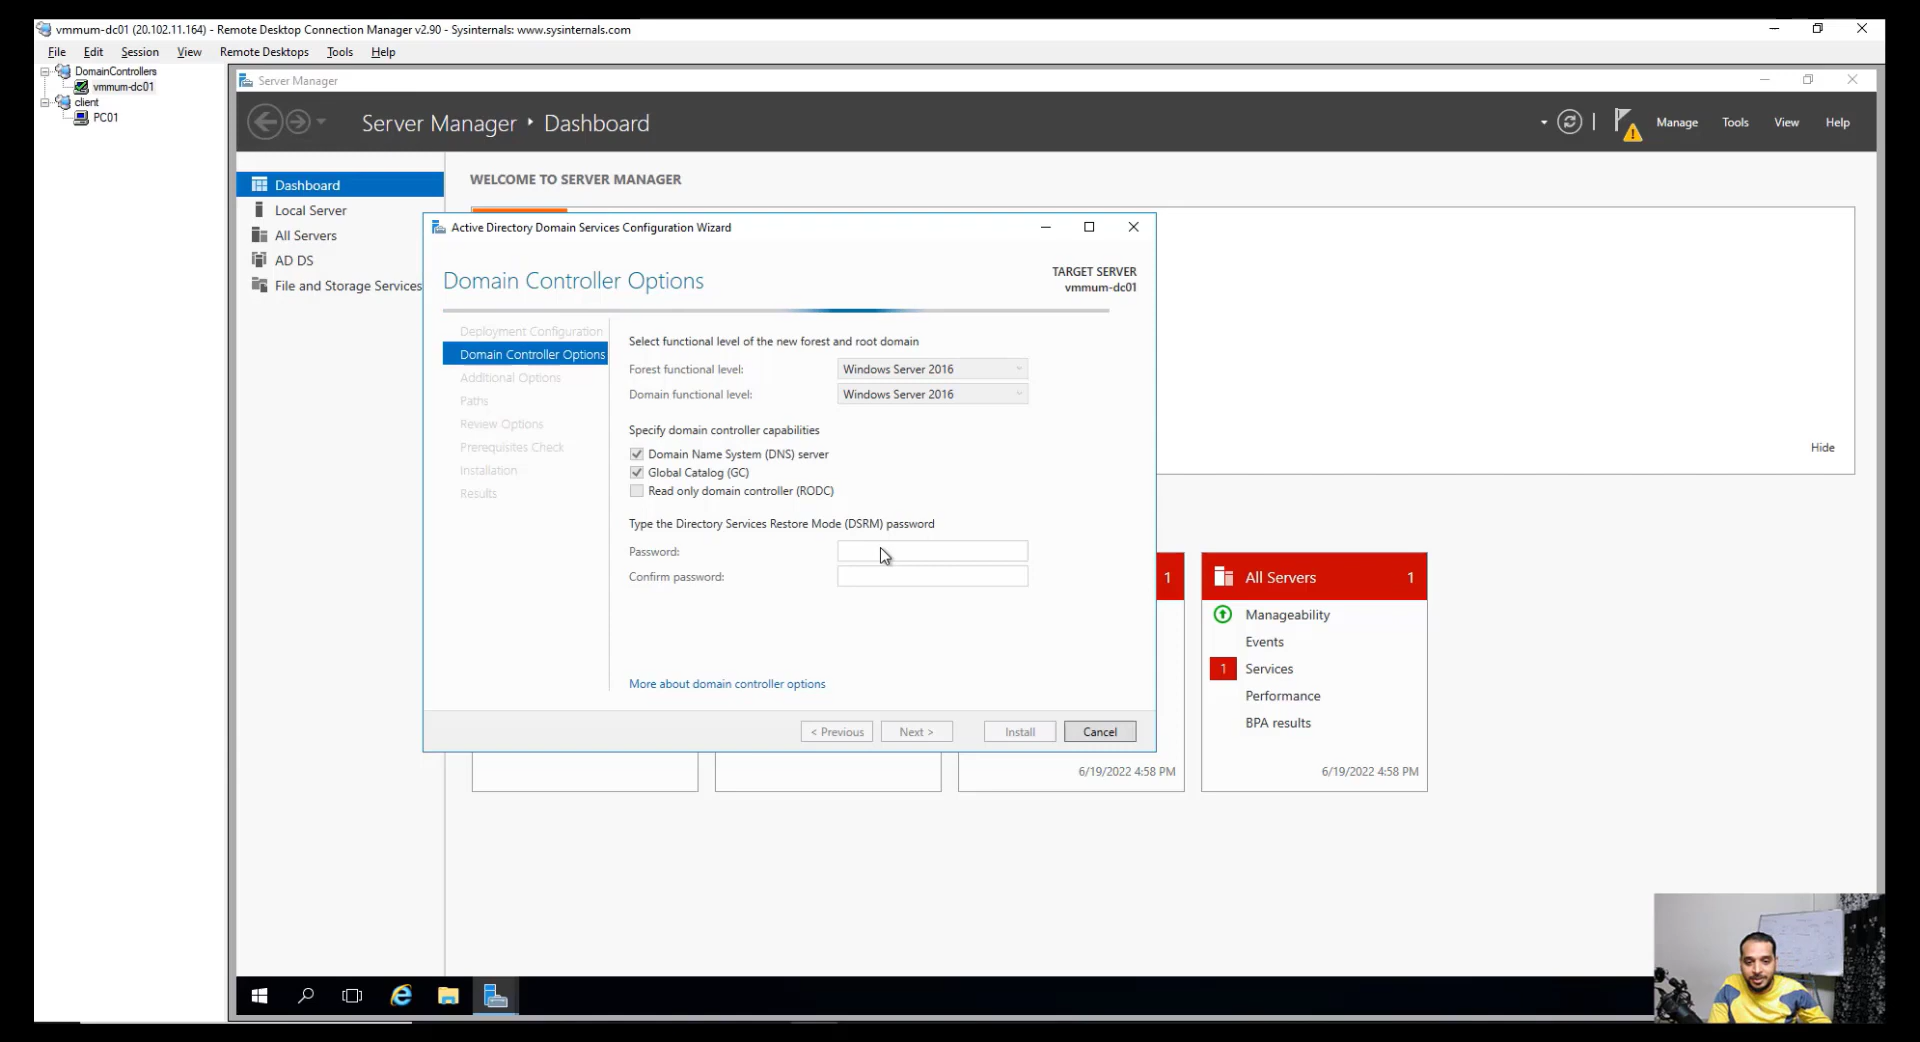 vmmum-dc01 (20.102.11.164) - Remote Desktop Connection Manager v2.90 - Sysinternals: www.sysinternals.com
File Edit Session View Remote Desktops Tools Help
DomainControllers
vmmum-dc01
client
PC01
Server Manager
Server Manager ‣ Dashboard
Manage Tools View Help
Dashboard
Local Server
All Servers
AD DS
File and Storage Services
WELCOME TO SERVER MANAGER
Active Directory Domain Services Configuration Wizard
Domain Controller Options
TARGET SERVER
vmmum-dc01
Deployment Configuration
Domain Controller Options
Additional Options
Paths
Review Options
Prerequisites Check
Installation
Results
Select functional level of the new forest and root domain
Forest functional level: Windows Server 2016
Domain functional level: Windows Server 2016
Specify domain controller capabilities
Domain Name System (DNS) server
Global Catalog (GC)
Read only domain controller (RODC)
Type the Directory Services Restore Mode (DSRM) password
Password:
Confirm password:
More about domain controller options
< Previous Next > Install Cancel
Hide
1
6/19/2022 4:58 PM
All Servers 1
Manageability
Events
1 Services
Performance
BPA results
6/19/2022 4:58 PM